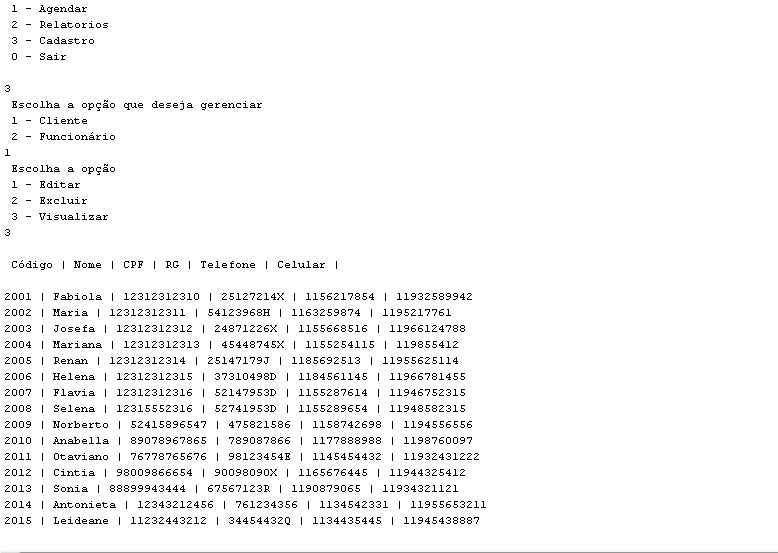 1 - Agendar
2 - Relatorios
3 - Cadastro
0 - Sair
3
Escolha a opção que deseja gerenciar
1 - Cliente
2 - Funcionário
1
Escolha a opção
1 - Editar
2 - Excluir
3 - Visualizar
3
Código | Nome | CPF | RG | Telefone | Celular |
2001 | Fabiola | 12312312310 | 25127214X | 1156217854 | 11932589942
2002 | Maria | 12312312311 | 54123968H | 1163259874 | 1195217761
2003 | Josefa | 12312312312 | 24871226X | 1155668516 | 11966124788
2004 | Mariana | 12312312313 | 45448745X | 1155254115 | 119855412
2005 | Renan | 12312312314 | 25147179J | 1185692513 | 11955625114
2006 | Helena | 12312312315 | 37310498D | 1184561145 | 11966781455
2007 | Flavia | 12312312316 | 52147953D | 1155287614 | 11946752315
2008 | Selena | 12315552316 | 52741953D | 1155289654 | 11948582315
2009 | Norberto | 52415896547 | 475821586 | 1158742698 | 1194556556
2010 | Anabella | 89078967865 | 789087866 | 1177888988 | 1198760097
2011 | Otaviano | 76778765676 | 98123454E | 1145454432 | 11932431222
2012 | Cintia | 98009866654 | 90098090X | 1165676445 | 11944325412
2013 | Sonia | 88899943444 | 67567123R | 1190879065 | 11934321121
2014 | Antonieta | 12343212456 | 761234356 | 1134542331 | 11955653211
2015 | Leideane | 11232443212 | 34454432Q | 1134435445 | 11945438887